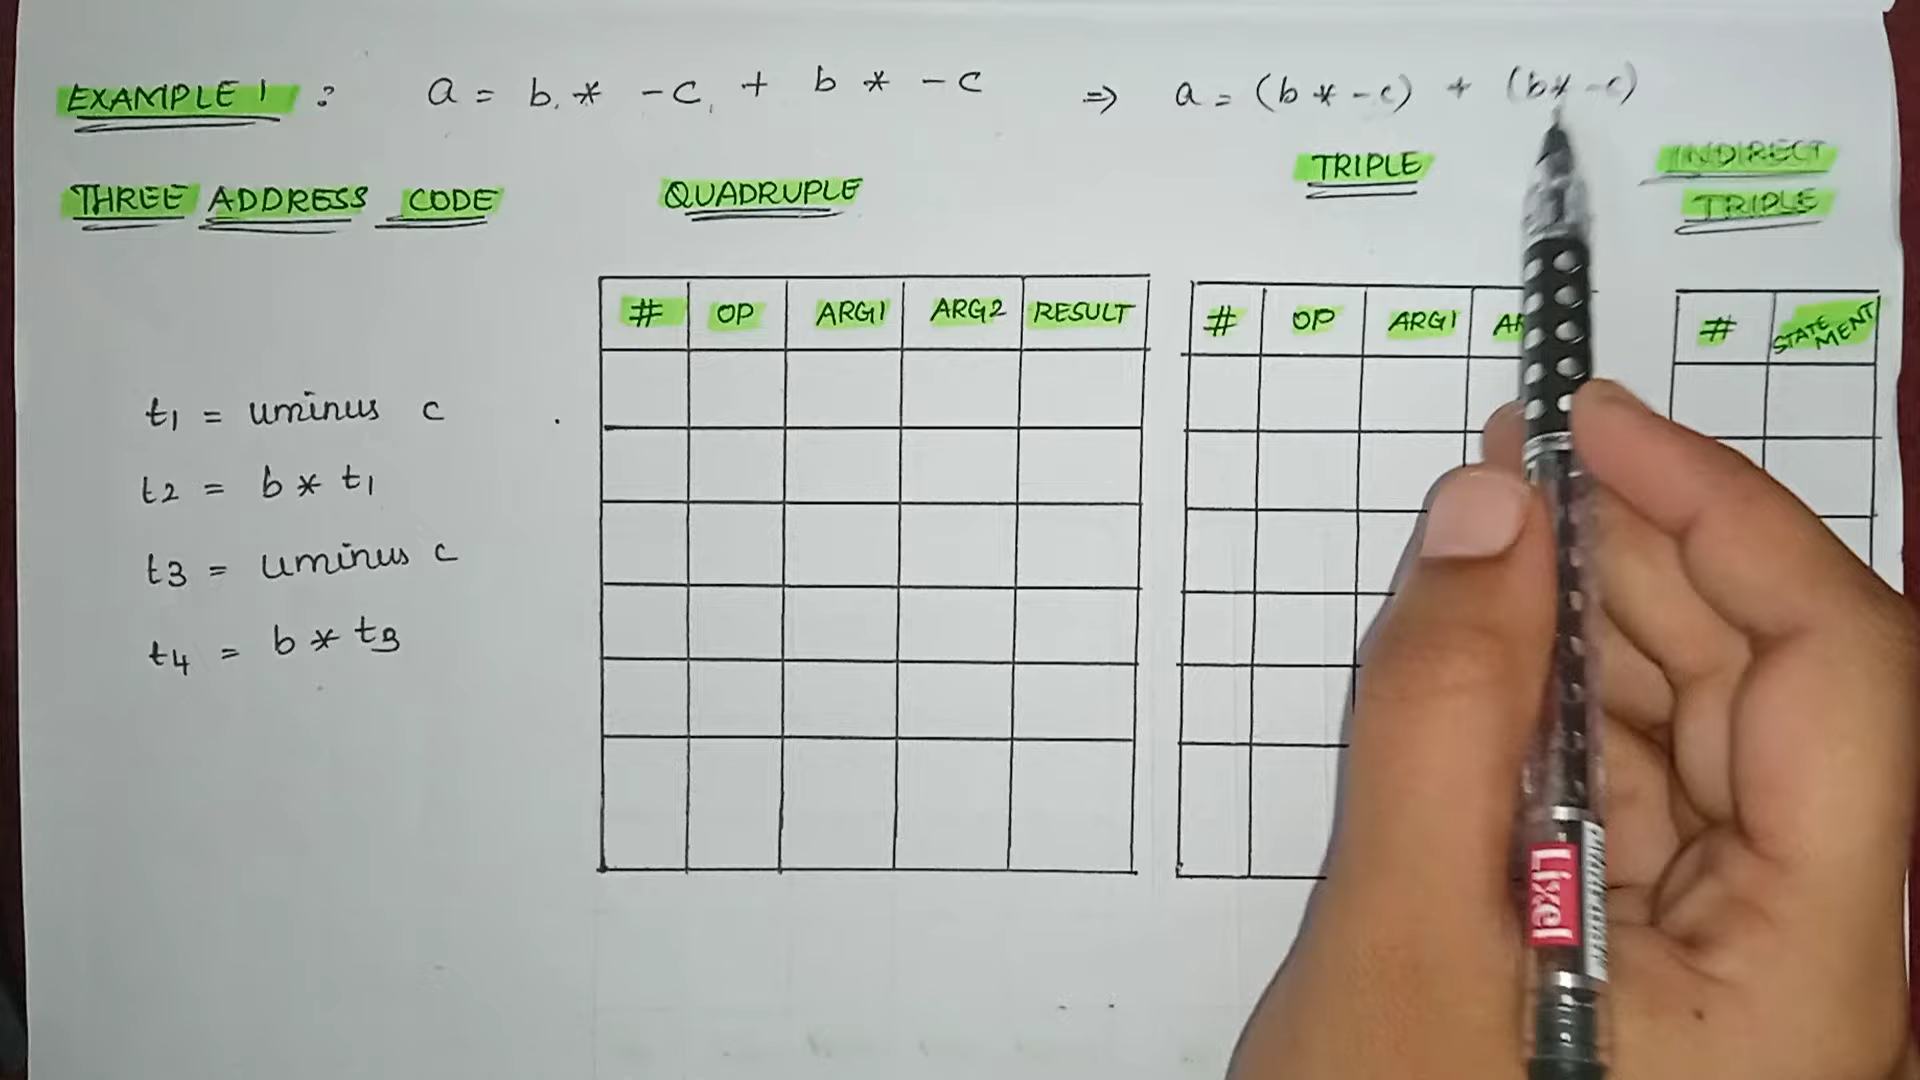 EXAMPLE 1 : a = b * -c + b * -c ⇒ a = (b * -c) + (b* -c)
THREE ADDRESS CODE QUADRUPLE TRIPLE INDIRECT TRIPLE
# OP ARG1 ARG2 RESULT
# OP ARG1
# STATEMENT
t1 = uminus c
t2 = b * t1
t3 = uminus c
t4 = b * t3
Lixel